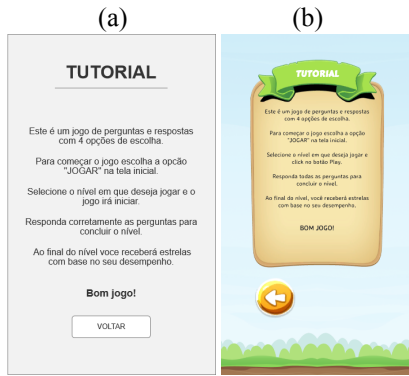 (a)
TUTORIAL
Este é um jogo de perguntas e respostas
com 4 opções de escolha.
Para começar o jogo escolha a opcão
"JOGAR" na tela inicial.
Selecione o nível em que deseja jogar e o
jogo irá iniciar.
Responda corretamente as perguntas para
concluir o nível.
Ao final do nível voce receberá estrelas
com base no seu desempenho.
Bom jogo!
VOLTAR
(b)
TUTORIAL
Este é um jogo de perguntas e respostas
com 4 opções de escolha.
Para começar o jogo escolha a opção
"JOGAR" na tela inicial.
Selecione o nível em que deseja jogar e
click no botão Play.
Responda todas as perguntas para
concluir o nível.
Ao final do nível, você receberá estrelas
com base no seu desempenho.
BOM JOGO!